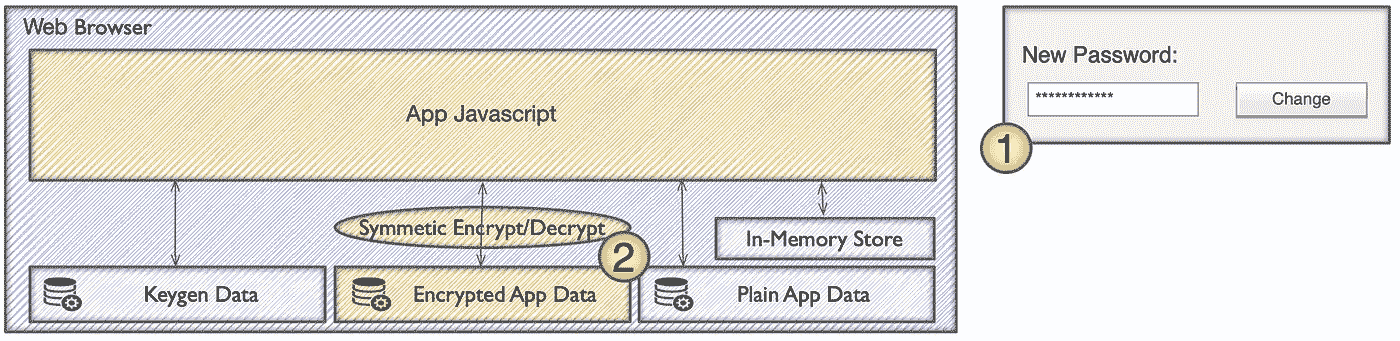 Web Browser
App Javascript
New Password:
************
Change
1
Symmetic Encrypt/Decrypt
In-Memory Store
2
Keygen Data
Encrypted App Data
Plain App Data